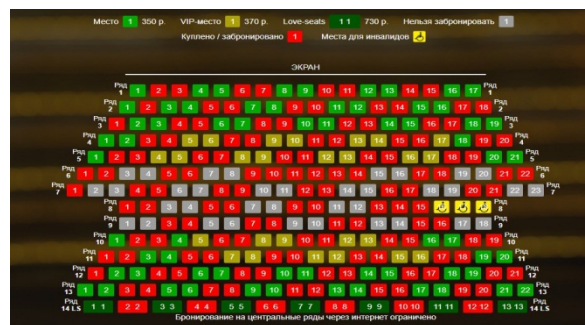 Место 1 350 р. VIP-место 1 370 р. Love-seats 1 1 730 р. Нельзя забронировать 1
Куплено / забронировано 1 Места для инвалидов
ЭКРАН
Ряд 1 1 2 3 4 5 6 7 8 9 10 11 12 13 14 15 16 17 Ряд 1
Ряд 2 1 2 3 4 5 6 7 8 9 10 11 12 13 14 15 16 17 18 Ряд 2
Ряд 3 1 2 3 4 5 6 7 8 9 10 11 12 13 14 15 16 17 18 19 Ряд 3
Ряд 4 1 2 3 4 5 6 7 8 9 10 11 12 13 14 15 16 17 18 19 20 Ряд 4
Ряд 5 1 2 3 4 5 6 7 8 9 10 11 12 13 14 15 16 17 18 19 20 21 Ряд 5
Ряд 6 1 2 3 4 5 6 7 8 9 10 11 12 13 14 15 16 17 18 19 20 21 22 Ряд 6
Ряд 7 1 2 3 4 5 6 7 8 9 10 11 12 13 14 15 16 17 18 19 20 21 22 23 Ряд 7
Ряд 8 1 2 3 4 5 6 7 8 9 10 11 12 13 14 15 Ряд 8
Ряд 9 1 2 3 4 5 6 7 8 9 10 11 12 13 14 15 16 17 18 Ряд 9
Ряд 10 1 2 3 4 5 6 7 8 9 10 11 12 13 14 15 16 17 18 19 Ряд 10
Ряд 11 1 2 3 4 5 6 7 8 9 10 11 12 13 14 15 16 17 18 19 20 Ряд 11
Ряд 12 1 2 3 4 5 6 7 8 9 10 11 12 13 14 15 16 17 18 19 20 21 Ряд 12
Ряд 13 1 2 3 4 5 6 7 8 9 10 11 12 13 14 15 16 17 18 19 20 21 Ряд 13
Ряд 14 LS 1 1 2 2 3 3 4 4 5 5 6 6 7 7 8 8 9 9 10 10 11 11 12 12 13 13 Ряд 14 LS
Бронирование на центральные ряды через интернет ограничено